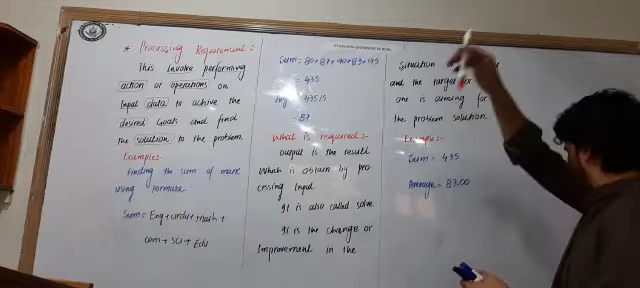 * Processing Requirement:-
This involve performing
action or operations on
Input data to achive the
desired Goals and find
the solution to the problem.
Examples:
Finding the sum of mark
using formula.
Sum = Eng + urdu + math +
com + sci + Edu
Sum = 80+87+90+83+95
= 435
Avg = 435/5
= 87
What is required:-
output is the result
Which is obtain by pro-
cessing Input
It is also called solve
It is the change or
Improvement in the
Situation
and the target for
one is aiming for
the problem solution.
Example:-
Sum = 435
Average = 87.00